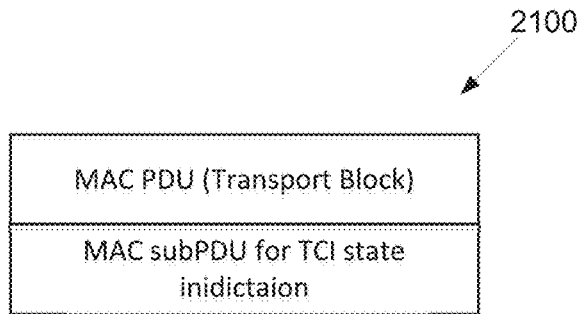 2100
MAC PDU (Transport Block)
MAC subPDU for TCI state
inidictaion